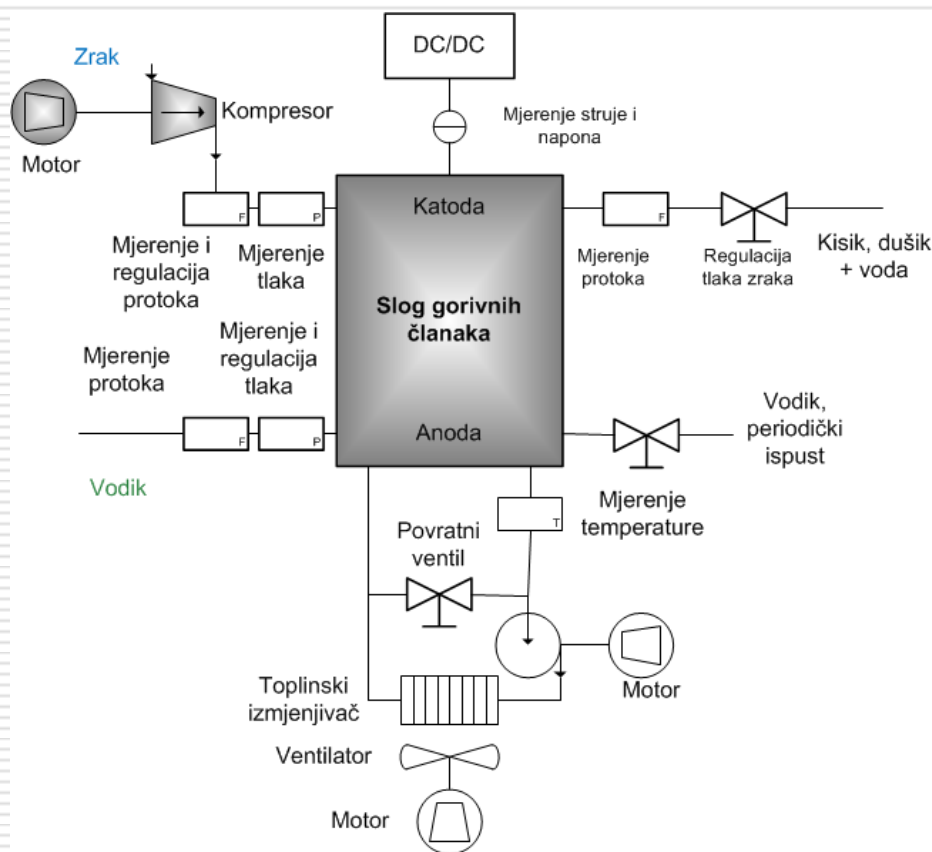 DC/DC
Zrak
Kompresor
Motor
Mjerenje struje i
napona
F
P
Katoda
F
Mjerenje i
regulacija
protoka
Mjerenje
tlaka
Mjerenje
protoka
Regulacija
tlaka zraka
Kisik, dušik
+ voda
Slog gorivnih
članaka
Mjerenje
protoka
Mjerenje i
regulacija
tlaka
F
P
Anoda
Vodik,
periodički
ispust
Vodik
T
Mjerenje
temperature
Povratni
ventil
Toplinski
izmjenjivač
Motor
Ventilator
Motor